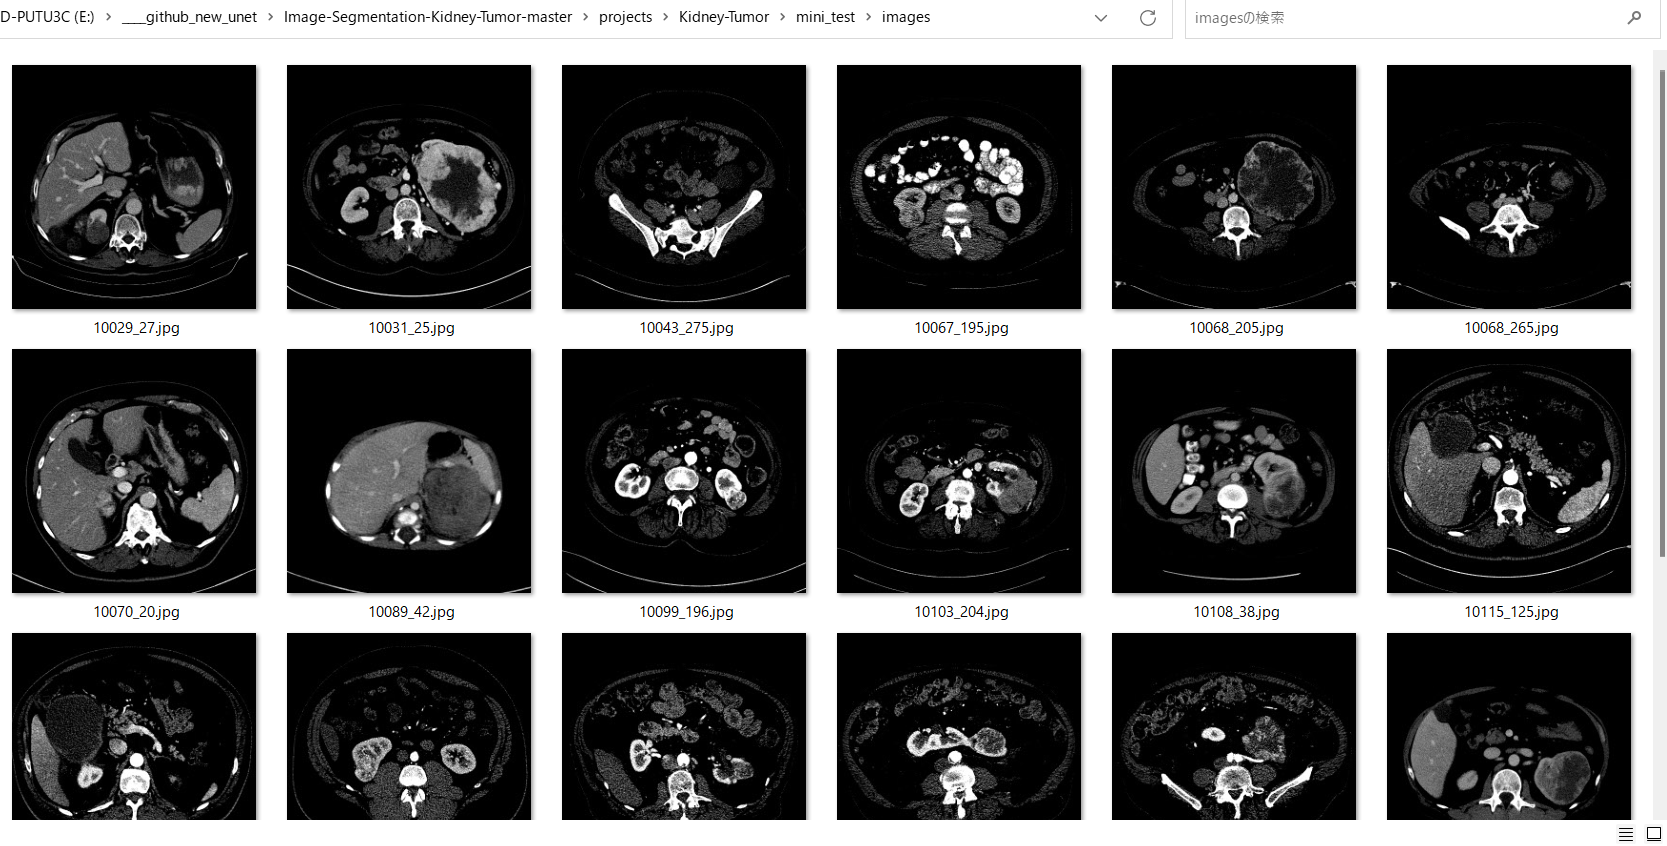 D-PUTU3C (E:) > ___github_new_unet > Image-Segmentation-Kidney-Tumor-master > projects > Kidney-Tumor > mini_test > images
imagesの検索
10029_27.jpg
10031_25.jpg
10043_275.jpg
10067_195.jpg
10068_205.jpg
10068_265.jpg
10070_20.jpg
10089_42.jpg
10099_196.jpg
10103_204.jpg
10108_38.jpg
10115_125.jpg